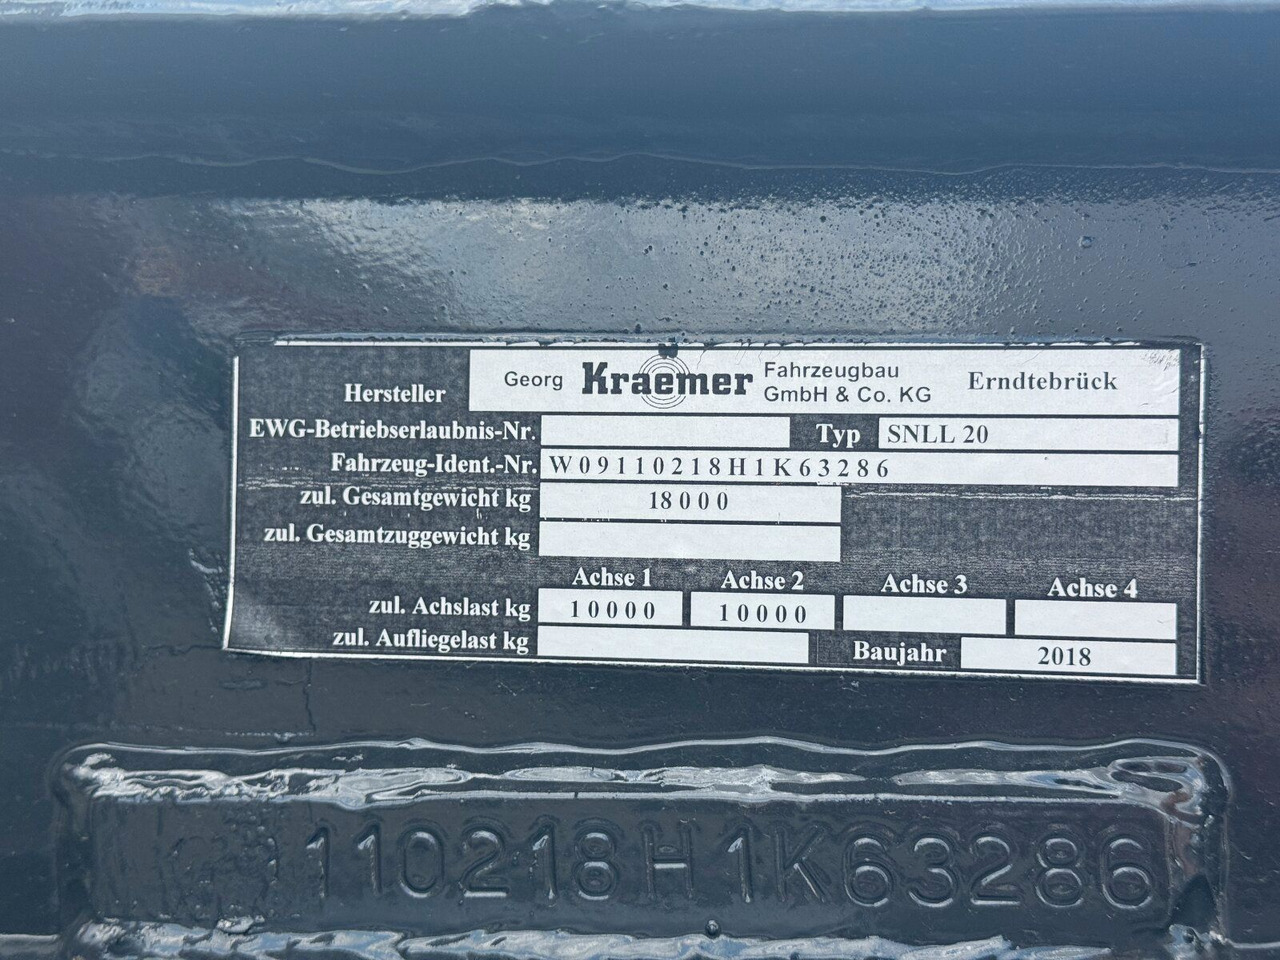 Hersteller Georg Kraemer Fahrzeugbau GmbH & Co. KG Erndtebrück
EWG-Betriebserlaubnis-Nr. Typ SNLL 20
Fahrzeug-Ident.-Nr. W09110218H1K63286
zul. Gesamtgewicht kg 18000
zul. Gesamtzuggewicht kg
Achse 1 Achse 2 Achse 3 Achse 4
zul. Achslast kg 10000 10000
zul. Aufliegelast kg Baujahr 2018
110218H1K63286